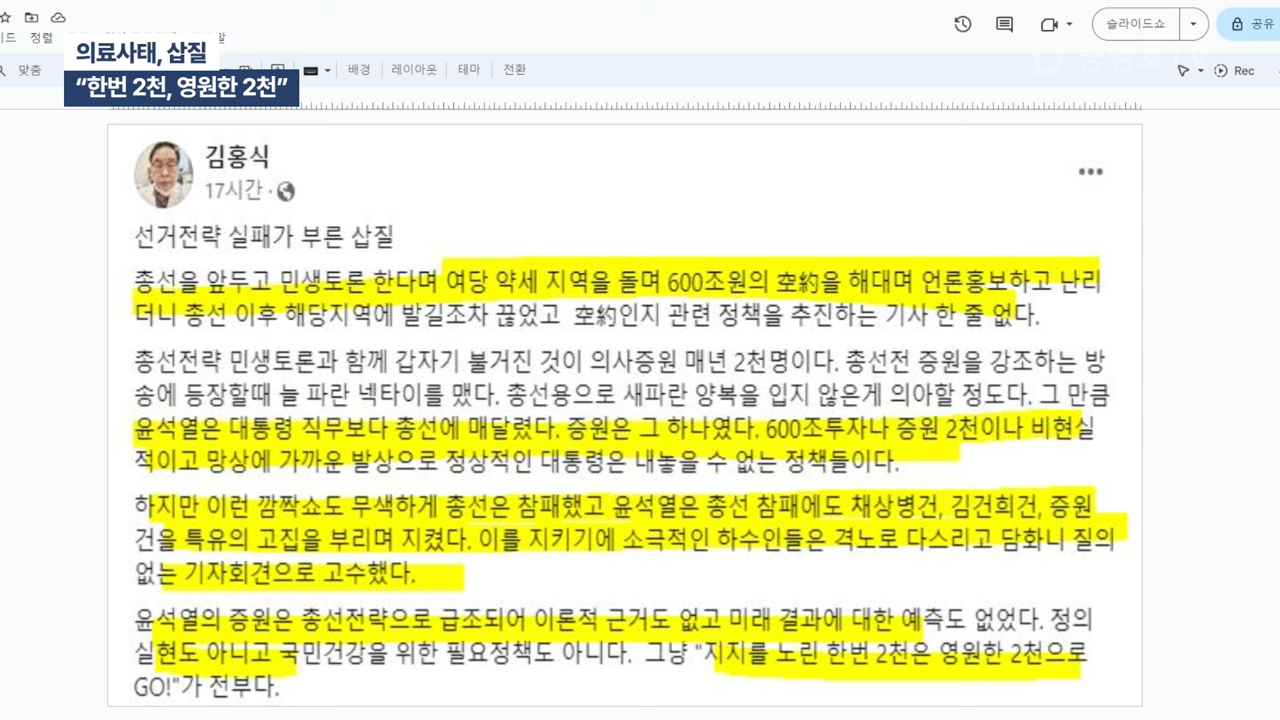 의료사태, 삽질
“한번 2천, 영원한 2천”
슬라이드쇼
공유
정렬
맞춤
배경
레이아웃
테마
전환
Rec
김홍식
17시간
선거전략 실패가 부른 삽질
총선을 앞두고 민생토론 한다며 여당 약세 지역을 돌며 600조원의 空約을 해대며 언론홍보하고 난리
더니 총선 이후 해당지역에 발길조차 끊었고 空約인지 관련 정책을 추진하는 기사 한 줄 없다.
총선전략 민생토론과 함께 갑자기 불거진 것이 의사증원 매년 2천명이다. 총선전 증원을 강조하는 방
송에 등장할때 늘 파란 넥타이를 맸다. 총선용으로 새파란 양복을 입지 않은게 의아할 정도다. 그 만큼
윤석열은 대통령 직무보다 총선에 매달렸다. 증원은 그 하나였다. 600조투자나 증원 2천이나 비현실
적이고 망상에 가까운 발상으로 정상적인 대통령은 내놓을 수 없는 정책들이다.
하지만 이런 깜짝쇼도 무색하게 총선은 참패했고 윤석열은 총선 참패에도 채상병건, 김건희건, 증원
건을 특유의 고집을 부리며 지켰다. 이를 지키기에 소극적인 하수인들은 격노로 다스리고 담화니 질의
없는 기자회견으로 고수했다.
윤석열의 증원은 총선전략으로 급조되어 이론적 근거도 없고 미래 결과에 대한 예측도 없었다. 정의
실현도 아니고 국민건강을 위한 필요정책도 아니다. 그냥 "지지를 노린 한번 2천은 영원한 2천으로
GO!"가 전부다.